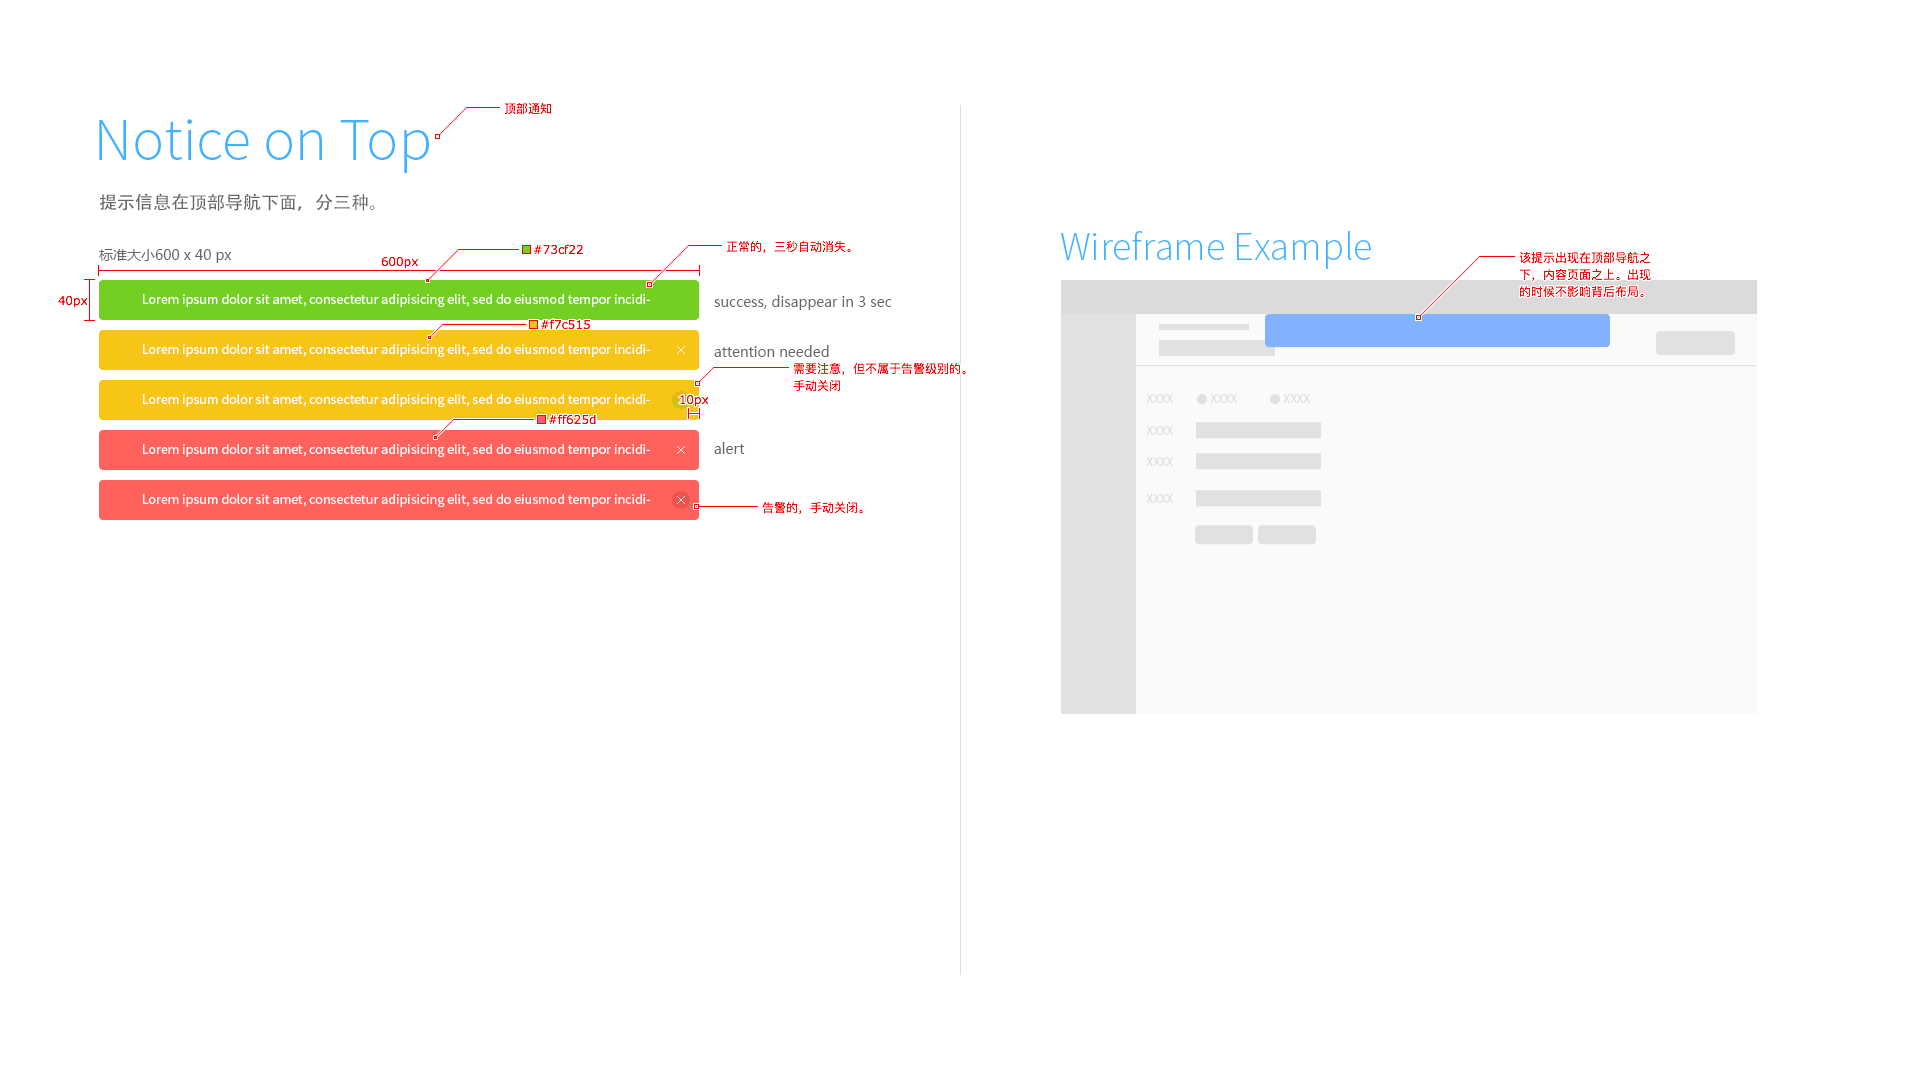 顶部通知
Notice on Top
提示信息在顶部导航下面，分三种。
标准大小600 x 40 px
#73cf22
正常的，三秒自动消失。
600px
40px
Lorem ipsum dolor sit amet, consectetur adipisicing elit, sed do eiusmod tempor incidi-
success, disappear in 3 sec
#f7c515
Lorem ipsum dolor sit amet, consectetur adipisicing elit, sed do eiusmod tempor incidi-
attention needed
需要注意，但不属于告警级别的。
手动关闭
Lorem ipsum dolor sit amet, consectetur adipisicing elit, sed do eiusmod tempor incidi-
10px
#ff625d
Lorem ipsum dolor sit amet, consectetur adipisicing elit, sed do eiusmod tempor incidi-
alert
Lorem ipsum dolor sit amet, consectetur adipisicing elit, sed do eiusmod tempor incidi-
告警的，手动关闭。
Wireframe Example
该提示出现在顶部导航之
下，内容页面之上。出现
的时候不影响背后布局。
XXXX XXXX XXXX
XXXX
XXXX
XXXX